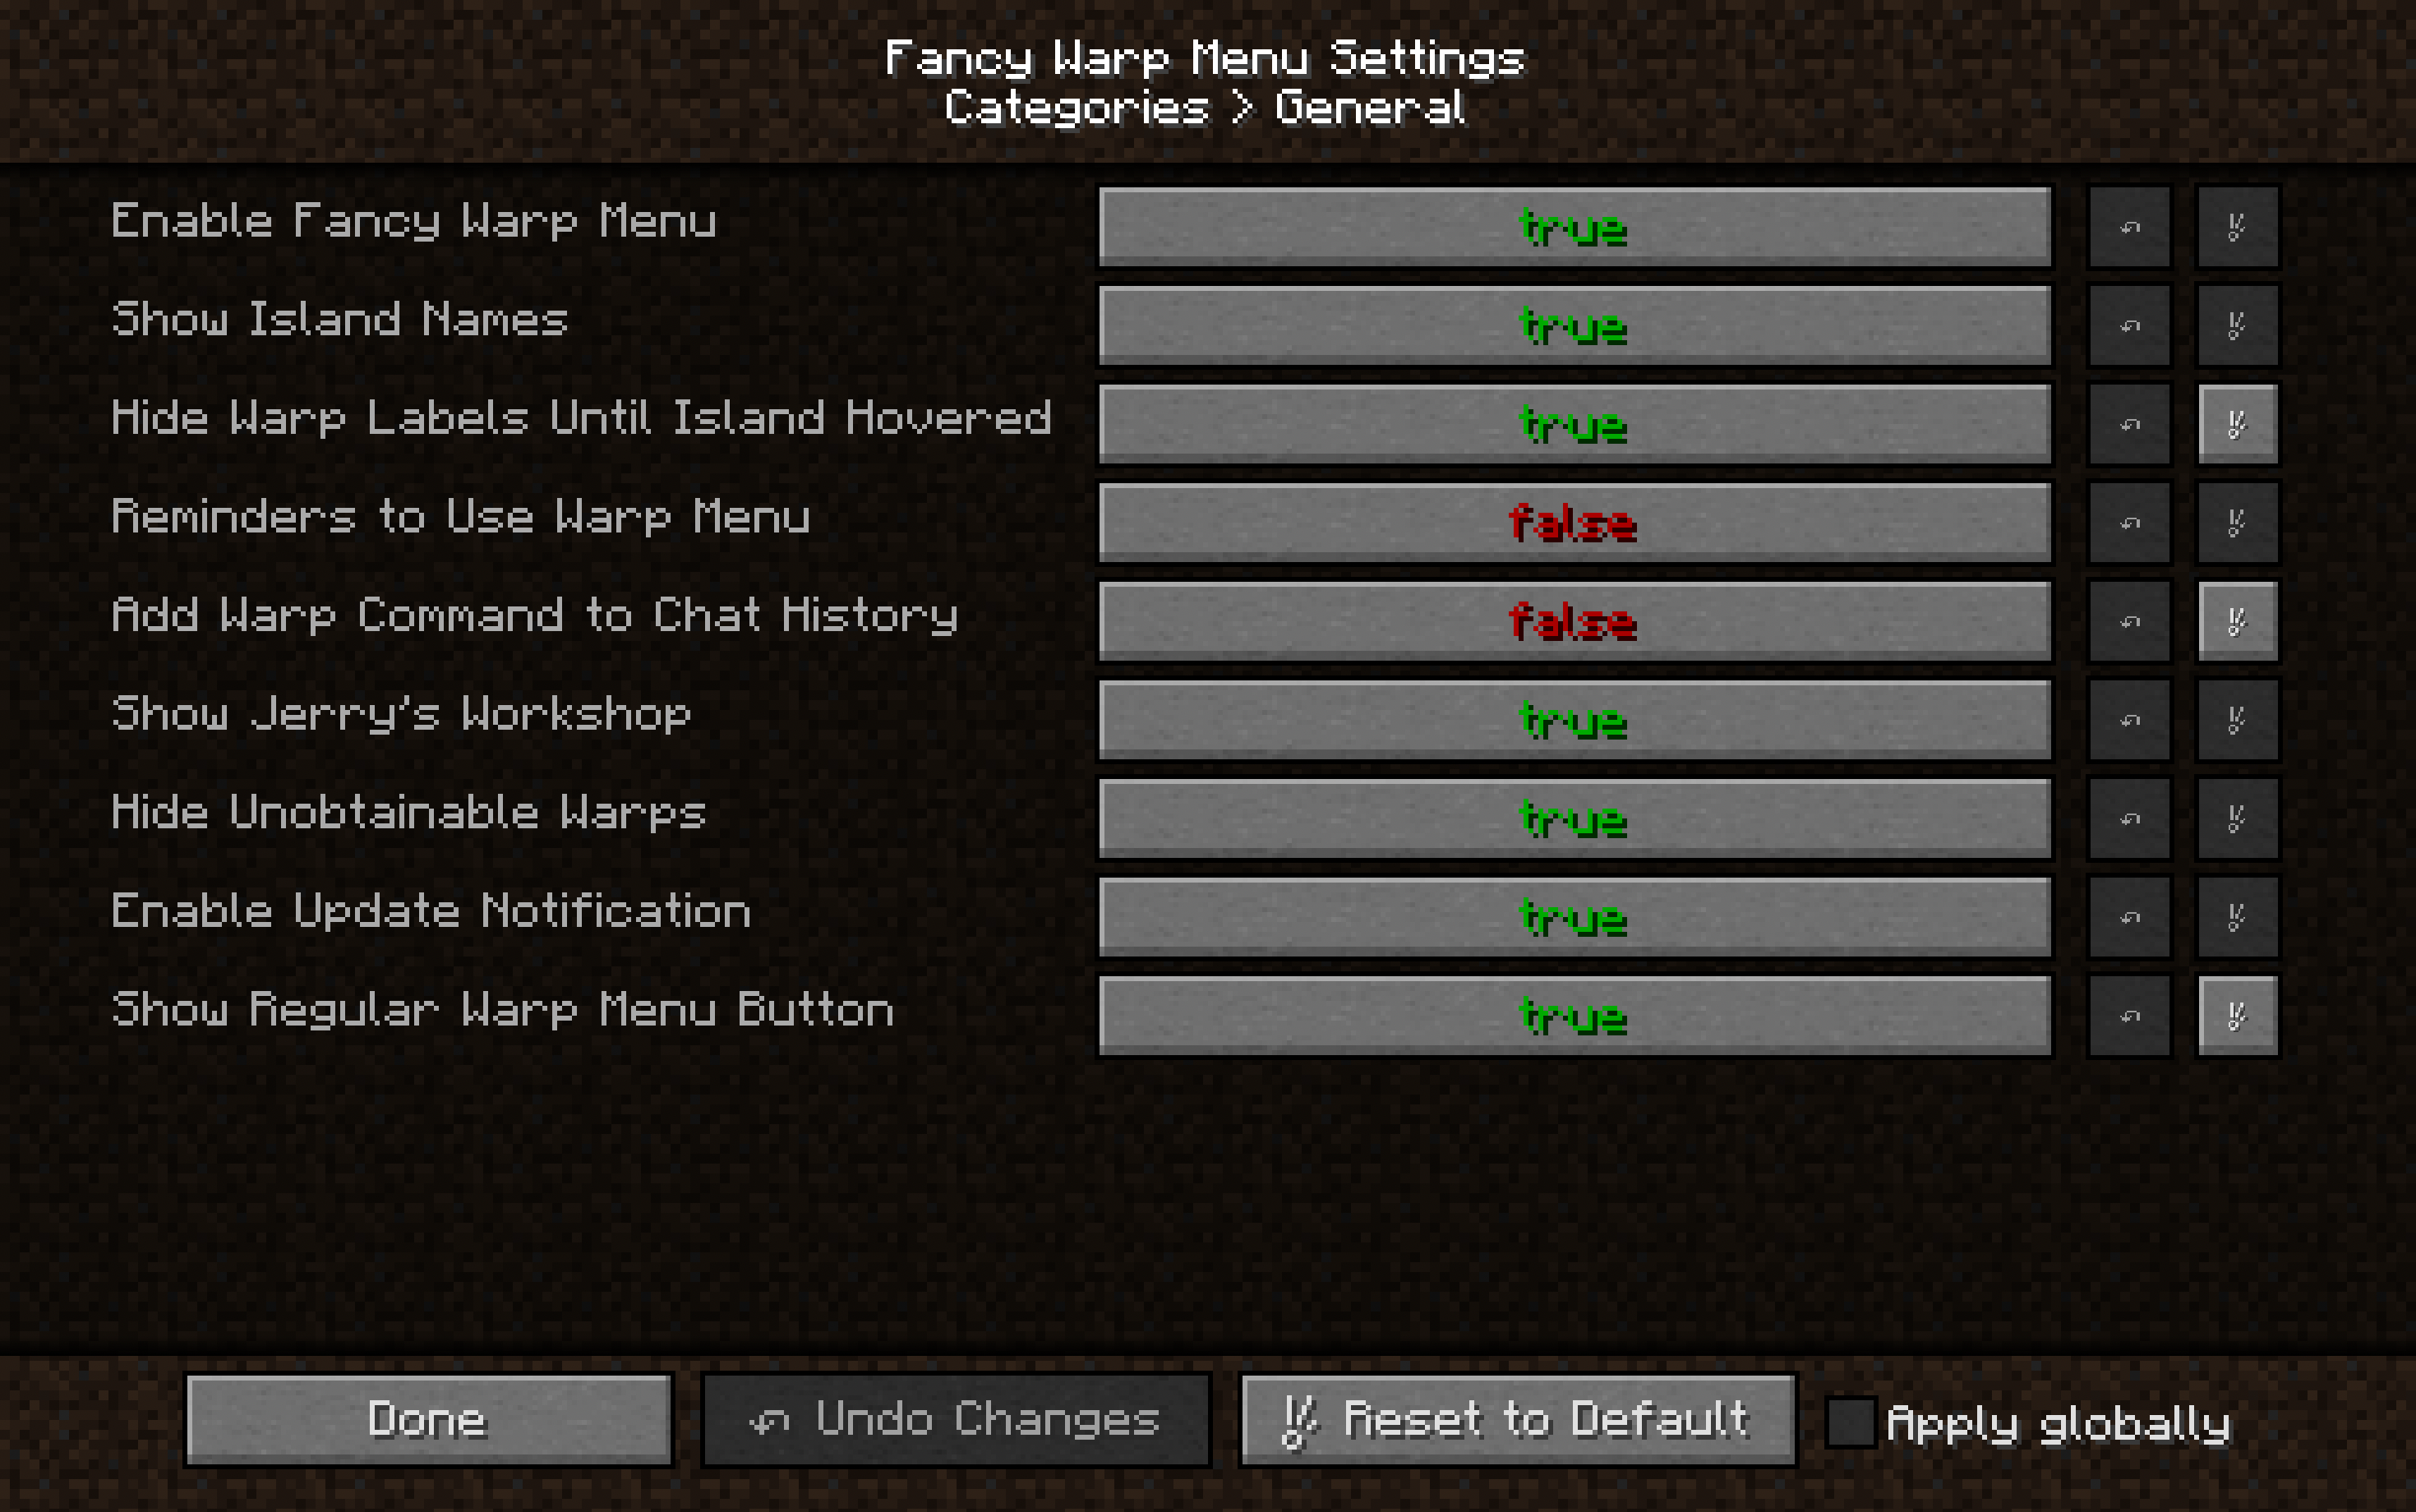 Fancy Warp Menu Settings
Categories > General
Enable Fancy Warp Menu true
Show Island Names true
Hide Warp Labels Until Island Hovered true
Reminders to Use Warp Menu false
Add Warp Command to Chat History false
Show Jerry's Workshop true
Hide Unobtainable Warps true
Enable Update Notification true
Show Regular Warp Menu Button true
Done ↶ Undo Changes Reset to Default Apply globally